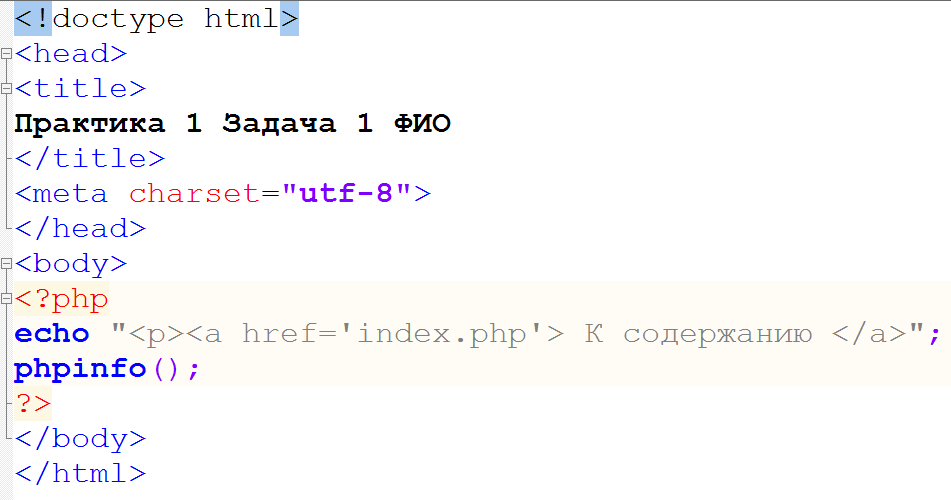 <!doctype html>
<head>
<title>
Практика 1 Задача 1 ФИО
</title>
<meta charset="utf-8">
</head>
<body>
<?php
echo "<p><a href='index.php'> К содержанию </a>";
phpinfo();
?>
</body>
</html>